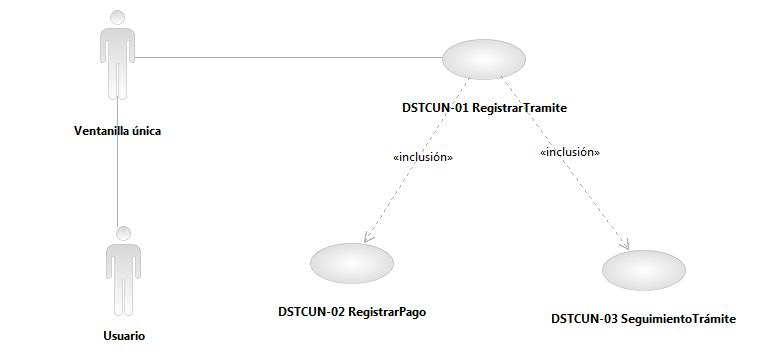 DSTCUN-01 RegistrarTramite
Ventanilla única
«inclusión»
«inclusión»
DSTCUN-02 RegistrarPago
DSTCUN-03 SeguimientoTrámite
Usuario